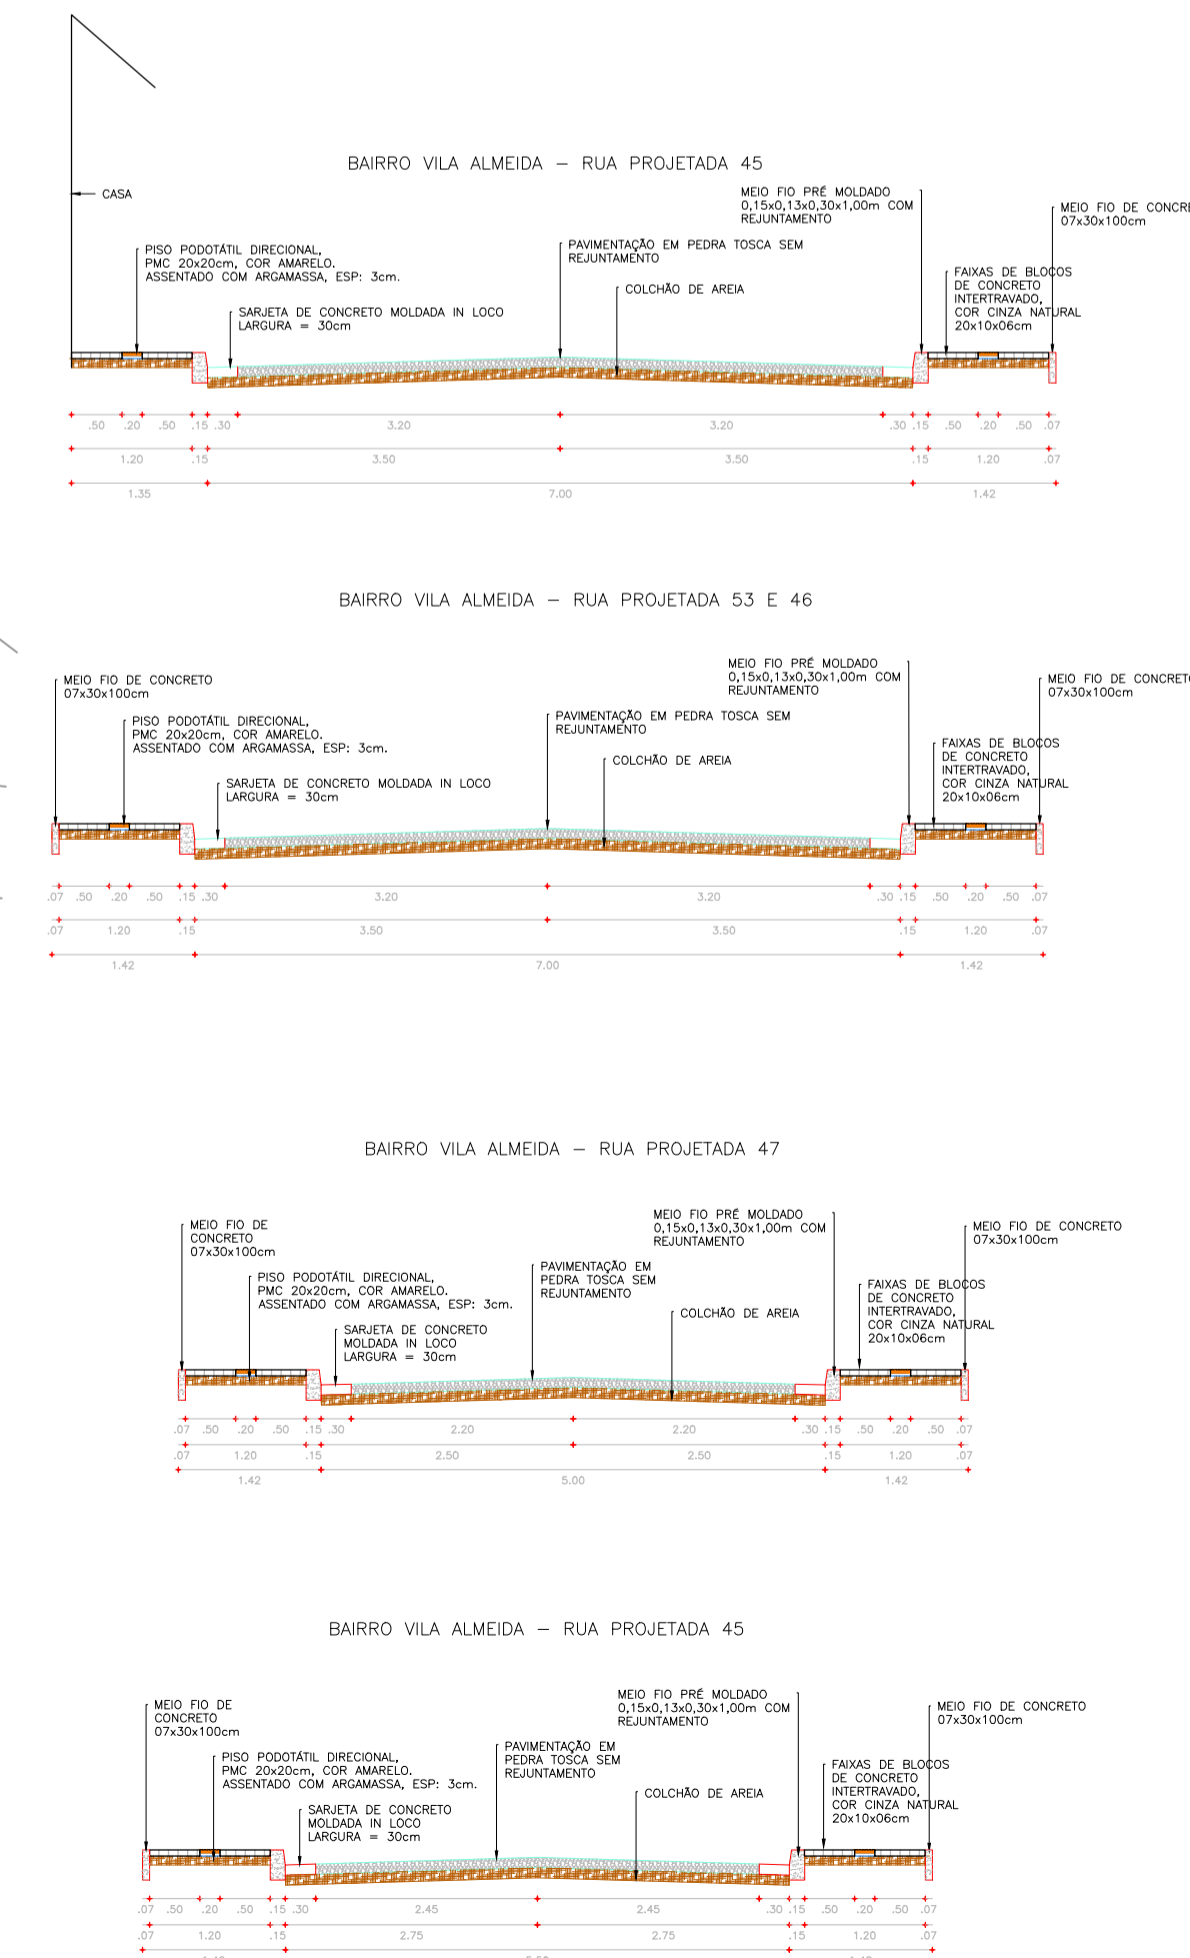 BAIRRO VILA ALMEIDA – RUA PROJETADA 45
CASA
MEIO FIO PRÉ MOLDADO
0,15x0,13x0,30x1,00m COM
REJUNTAMENTO
MEIO FIO DE CONCRE
07x30x100cm
PISO PODOTÁTIL DIRECIONAL,
PMC 20x20cm, COR AMARELO.
ASSENTADO COM ARGAMASSA, ESP: 3cm.
PAVIMENTAÇÃO EM PEDRA TOSCA SEM
REJUNTAMENTO
COLCHÃO DE AREIA
FAIXAS DE BLOCOS
DE CONCRETO
INTERTRAVADO,
COR CINZA NATURAL
20x10x06cm
SARJETA DE CONCRETO MOLDADA IN LOCO
LARGURA = 30cm
.50 .20 .50 .15 .30 3.20 3.20 .30 .15 .50 .20 .50 .07
1.20 .15 3.50 3.50 .15 1.20 .07
1.35 7.00 1.42
BAIRRO VILA ALMEIDA – RUA PROJETADA 53 E 46
MEIO FIO DE CONCRETO
07x30x100cm
MEIO FIO PRÉ MOLDADO
0,15x0,13x0,30x1,00m COM
REJUNTAMENTO
MEIO FIO DE CONCRETO
07x30x100cm
PISO PODOTÁTIL DIRECIONAL,
PMC 20x20cm, COR AMARELO.
ASSENTADO COM ARGAMASSA, ESP: 3cm.
PAVIMENTAÇÃO EM PEDRA TOSCA SEM
REJUNTAMENTO
COLCHÃO DE AREIA
FAIXAS DE BLOCOS
DE CONCRETO
INTERTRAVADO,
COR CINZA NATURAL
20x10x06cm
SARJETA DE CONCRETO MOLDADA IN LOCO
LARGURA = 30cm
.07 .50 .20 .50 .15 .30 3.20 3.20 .30 .15 .50 .20 .50 .07
.07 1.20 .15 3.50 3.50 .15 1.20 .07
1.42 7.00 1.42
BAIRRO VILA ALMEIDA – RUA PROJETADA 47
MEIO FIO DE
CONCRETO
07x30x100cm
MEIO FIO PRÉ MOLDADO
0,15x0,13x0,30x1,00m COM
REJUNTAMENTO
MEIO FIO DE CONCRETO
07x30x100cm
PISO PODOTÁTIL DIRECIONAL,
PMC 20x20cm, COR AMARELO.
ASSENTADO COM ARGAMASSA, ESP: 3cm.
PAVIMENTAÇÃO EM
PEDRA TOSCA SEM
REJUNTAMENTO
COLCHÃO DE AREIA
FAIXAS DE BLOCOS
DE CONCRETO
INTERTRAVADO,
COR CINZA NATURAL
20x10x06cm
SARJETA DE CONCRETO
MOLDADA IN LOCO
LARGURA = 30cm
.07 .50 .20 .50 .15 .30 2.20 2.20 .30 .15 .50 .20 .50 .07
.07 1.20 .15 2.50 2.50 .15 1.20 .07
1.42 5.00 1.42
BAIRRO VILA ALMEIDA – RUA PROJETADA 45
MEIO FIO DE
CONCRETO
07x30x100cm
MEIO FIO PRÉ MOLDADO
0,15x0,13x0,30x1,00m COM
REJUNTAMENTO
MEIO FIO DE CONCRETO
07x30x100cm
PISO PODOTÁTIL DIRECIONAL,
PMC 20x20cm, COR AMARELO.
ASSENTADO COM ARGAMASSA, ESP: 3cm.
PAVIMENTAÇÃO EM
PEDRA TOSCA SEM
REJUNTAMENTO
COLCHÃO DE AREIA
FAIXAS DE BLOCOS
DE CONCRETO
INTERTRAVADO,
COR CINZA NATURAL
20x10x06cm
SARJETA DE CONCRETO
MOLDADA IN LOCO
LARGURA = 30cm
.07 .50 .20 .50 .15 .30 2.45 2.45 .30 .15 .50 .20 .50 .07
.07 1.20 .15 2.75 2.75 .15 1.20 .07